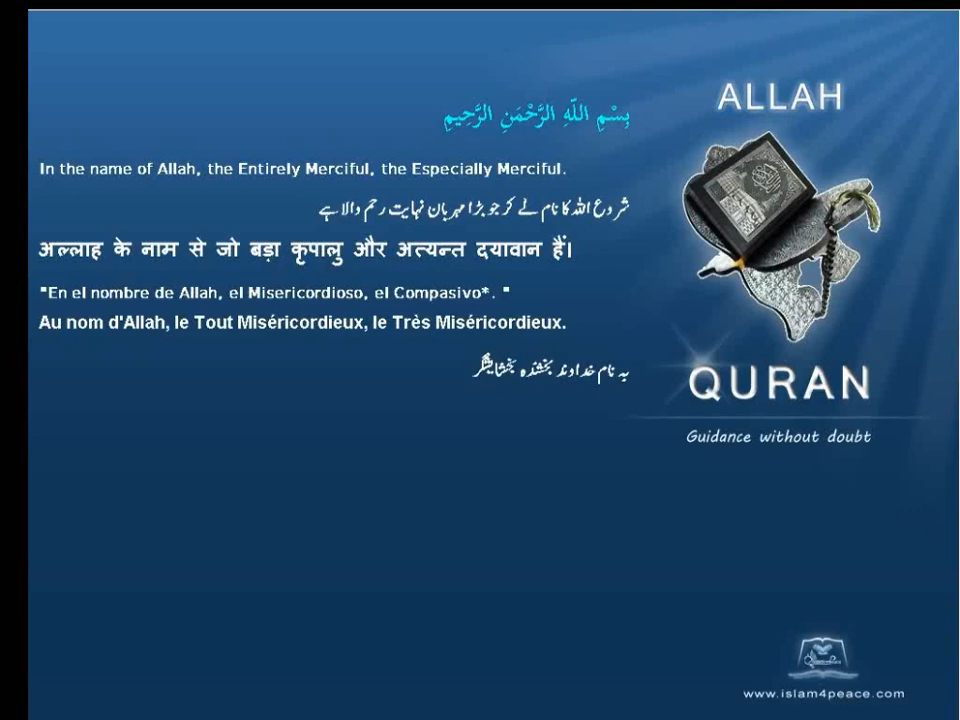 بِسْمِ اللَّهِ الرَّحْمَنِ الرَّحِيمِ
In the name of Allah, the Entirely Merciful, the Especially Merciful.
شروع الله کا نام لے کر جو بڑا مہربان نہایت رحم والا ہے
अल्लाह के नाम से जो बड़ा कृपालु और अत्यन्त दयावान हैं।
"En el nombre de Allah, el Misericordioso, el Compasivo*. "
Au nom d'Allah, le Tout Miséricordieux, le Très Miséricordieux.
به نام خداوند بخشنده بخشایشگر
ALLAH
QURAN
Guidance without doubt
www.islam4peace.com